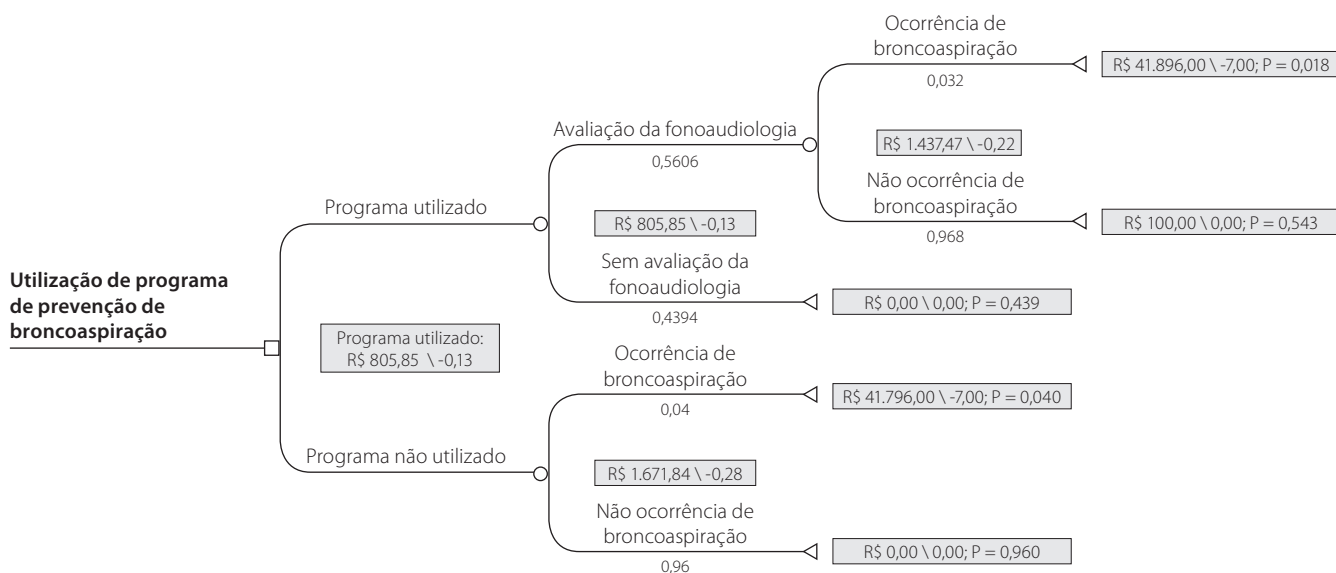 Utilização de programa
de prevenção de
broncoaspiração
Programa utilizado
Programa utilizado:
R$ 805,85 \ -0,13
Programa não utilizado
Avaliação da fonoaudiologia
0,5606
R$ 805,85 \ -0,13
Sem avaliação da
fonoaudiologia
0,4394
R$ 0,00 \ 0,00; P = 0,439
Ocorrência de
broncoaspiração
0,032
R$ 41.896,00 \ -7,00; P = 0,018
R$ 1.437,47 \ -0,22
Não ocorrência de
broncoaspiração
0,968
R$ 100,00 \ 0,00; P = 0,543
Ocorrência de
broncoaspiração
0,04
R$ 41.796,00 \ -7,00; P = 0,040
R$ 1.671,84 \ -0,28
Não ocorrência de
broncoaspiração
0,96
R$ 0,00 \ 0,00; P = 0,960